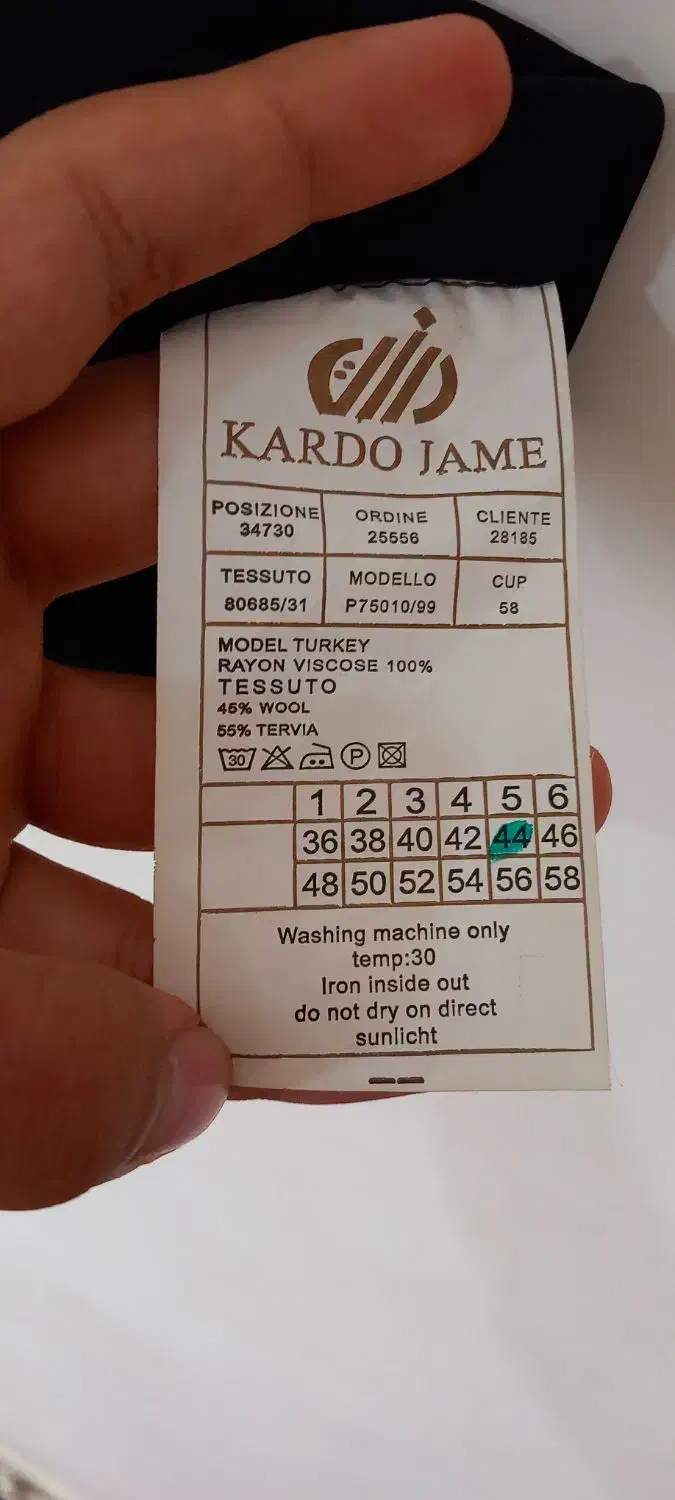 KARDO JAME
POSIZIONE ORDINE CLIENTE
34730 25556 28185
TESSUTO MODELLO CUP
80685/31 P75010/99 58
MODEL TURKEY
RAYON VISCOSE 100%
TESSUTO
45% WOOL
55% TERVIA
30 P
1 2 3 4 5 6
36 38 40 42 44 46
48 50 52 54 56 58
Washing machine only
temp:30
Iron inside out
do not dry on direct
sunlicht